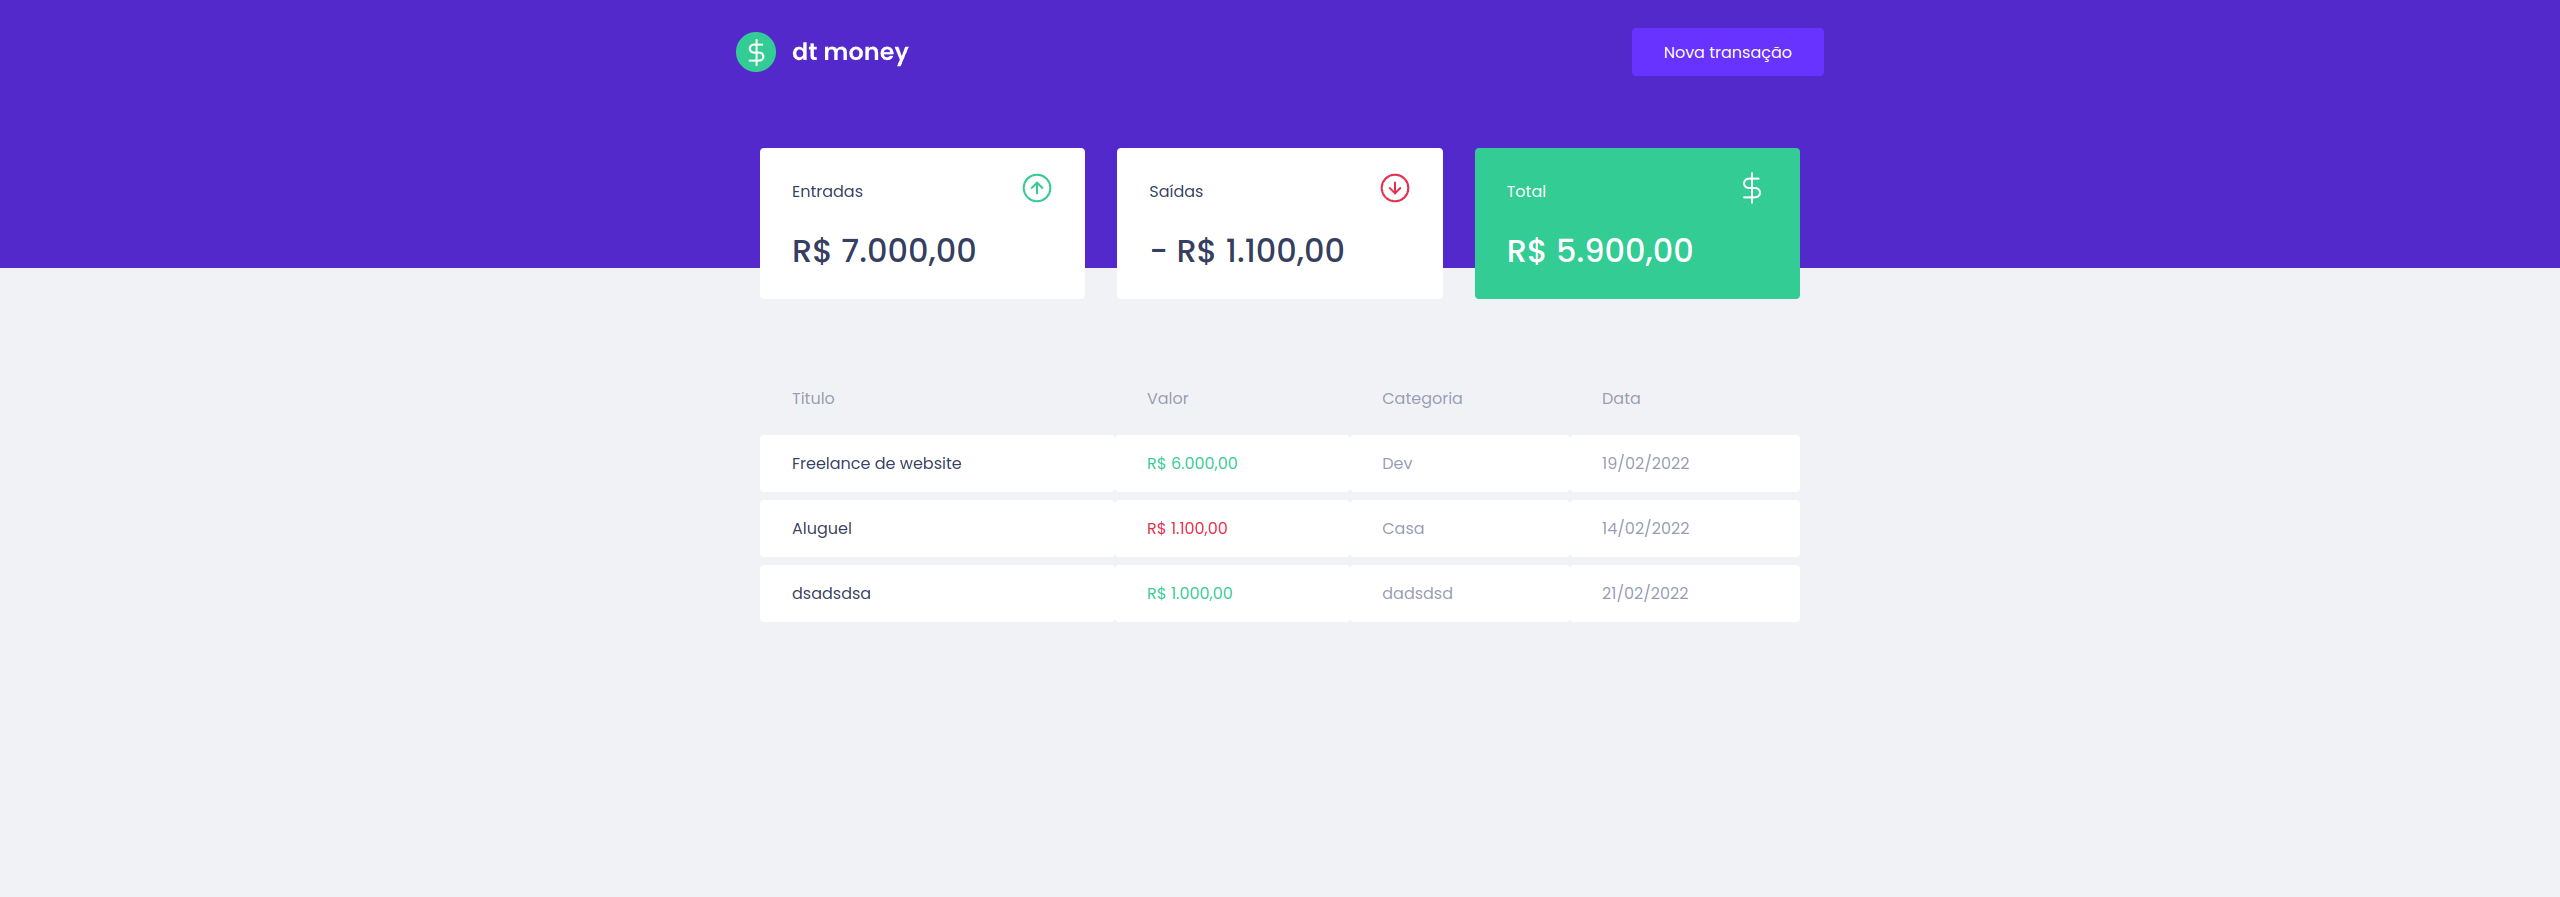 dt money
Nova transação
Entradas
Saídas
Total
R$ 7.000,00
- R$ 1.100,00
R$ 5.900,00
Titulo Valor Categoria Data
Freelance de website R$ 6.000,00 Dev 19/02/2022
Aluguel R$ 1.100,00 Casa 14/02/2022
dsadsdsa R$ 1.000,00 dadsdsd 21/02/2022